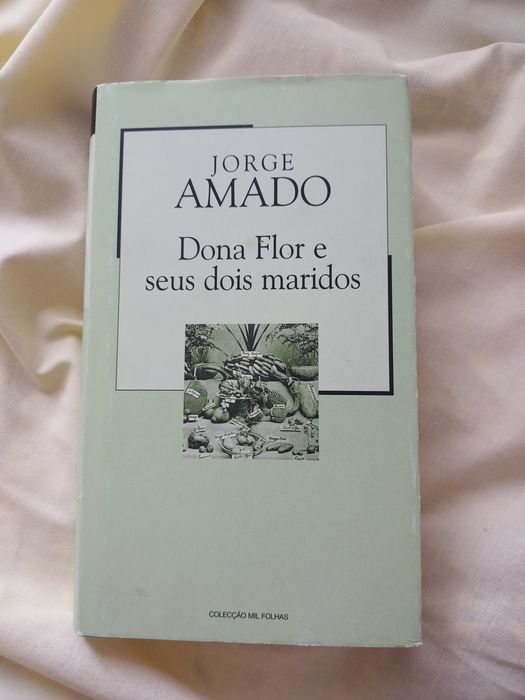 JORGE
AMADO
Dona Flor e
seus dois maridos
COLECÇÃO MIL FOLHAS